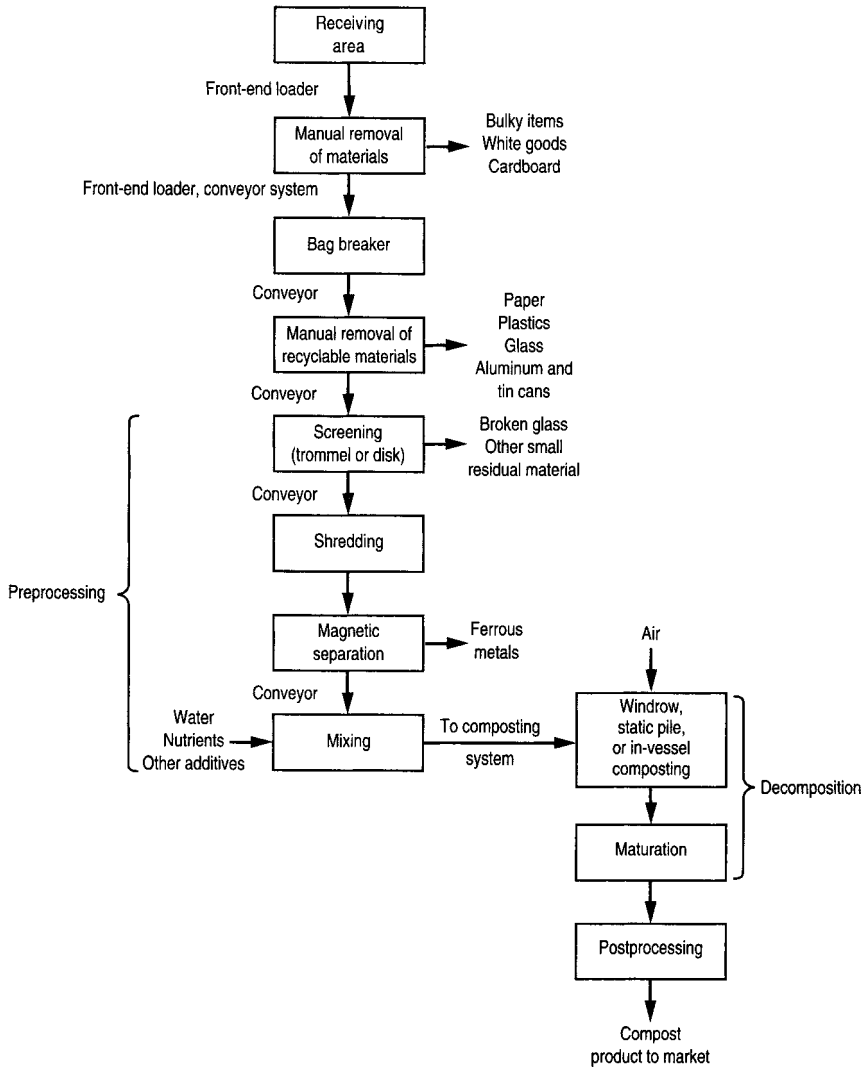 Receiving
area
Front-end loader
Manual removal
of materials
Bulky items
White goods
Cardboard
Front-end loader, conveyor system
Bag breaker
Conveyor
Manual removal of
recyclable materials
Paper
Plastics
Glass
Aluminum and
tin cans
Conveyor
Screening
(trommel or disk)
Broken glass
Other small
residual material
Conveyor
Shredding
Preprocessing
Magnetic
separation
Ferrous
metals
Conveyor
Water
Nutrients
Other additives
Mixing
To composting
system
Air
Windrow,
static pile,
or in-vessel
composting
Decomposition
Maturation
Postprocessing
Compost
product to market